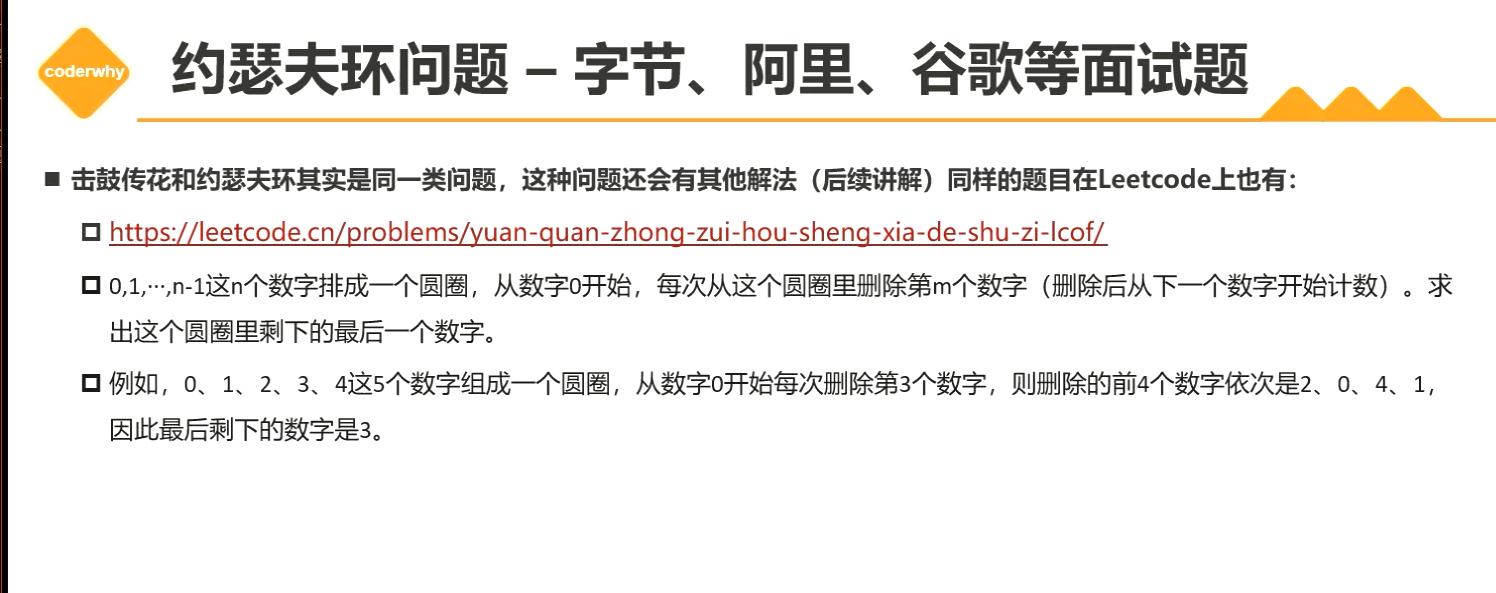 coderwhy
约瑟夫环问题 – 字节、阿里、谷歌等面试题
击鼓传花和约瑟夫环其实是同一类问题，这种问题还会有其他解法（后续讲解）同样的题目在Leetcode上也有：
https://leetcode.cn/problems/yuan-quan-zhong-zui-hou-sheng-xia-de-shu-zi-lcof/
0,1,···,n-1这n个数字排成一个圆圈，从数字0开始，每次从这个圆圈里删除第m个数字（删除后从下一个数字开始计数）。求
出这个圆圈里剩下的最后一个数字。
例如，0、1、2、3、4这5个数字组成一个圆圈，从数字0开始每次删除第3个数字，则删除的前4个数字依次是2、0、4、1，
因此最后剩下的数字是3。